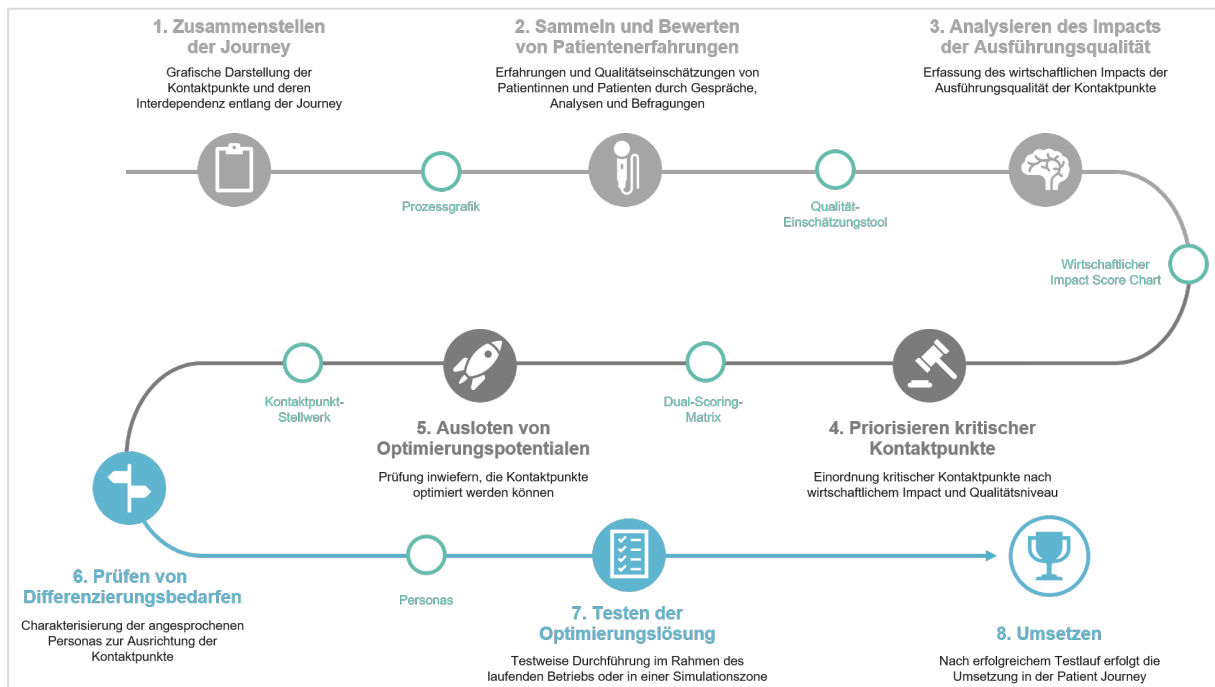 1. Zusammenstellen
der Journey
Grafische Darstellung der
Kontaktpunkte und deren
Interdependenz entlang der Journey
2. Sammeln und Bewerten
von Patientenerfahrungen
Erfahrungen und Qualitätseinschätzungen von
Patientinnen und Patienten durch Gespräche,
Analysen und Befragungen
3. Analysieren des Impacts
der Ausführungsqualität
Erfassung des wirtschaftlichen Impacts der
Ausführungsqualität der Kontaktpunkte
Prozessgrafik
Qualität-
Einschätzungstool
Wirtschaftlicher
Impact Score Chart
Dual-Scoring-
Matrix
4. Priorisieren kritischer
Kontaktpunkte
Einordnung kritischer Kontaktpunkte nach
wirtschaftlichem Impact und Qualitätsniveau
Kontaktpunkt-
Stellwerk
5. Ausloten von
Optimierungspotentialen
Prüfung inwiefern, die Kontaktpunkte
optimiert werden können
6. Prüfen von
Differenzierungsbedarfen
Charakterisierung der angesprochenen
Personas zur Ausrichtung der
Kontaktpunkte
Personas
7. Testen der
Optimierungslösung
Testweise Durchführung im Rahmen des
laufenden Betriebs oder in einer Simulationszone
8. Umsetzen
Nach erfolgreichem Testlauf erfolgt die
Umsetzung in der Patient Journey